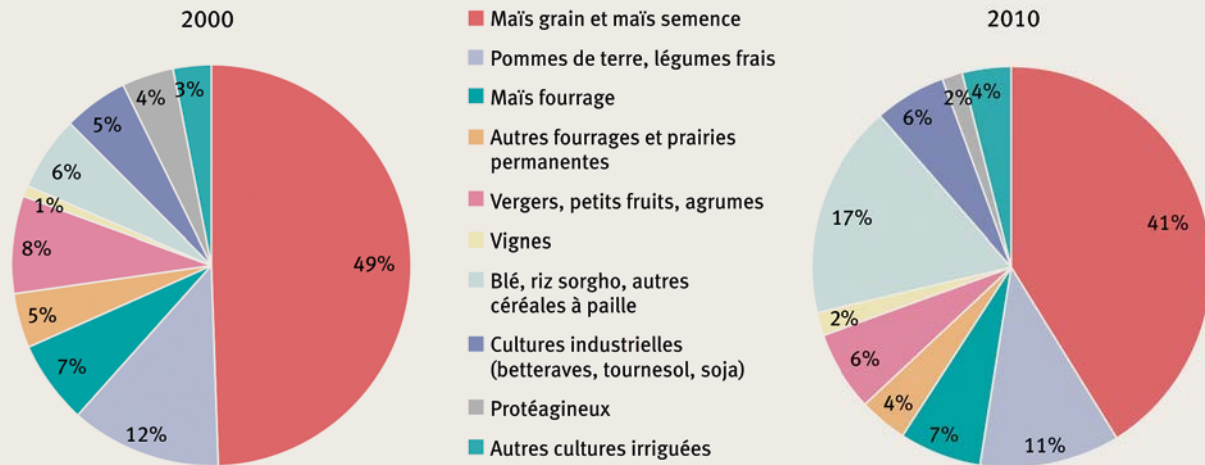 2000
49%
12%
7%
5%
8%
1%
6%
5%
4%
3%
Maïs grain et maïs semence
Pommes de terre, légumes frais
Maïs fourrage
Autres fourrages et prairies
permanentes
Vergers, petits fruits, agrumes
Vignes
Blé, riz sorgho, autres
céréales à paille
Cultures industrielles
(betteraves, tournesol, soja)
Protéagineux
Autres cultures irriguées
2010
41%
11%
7%
4%
6%
2%
17%
6%
2%
4%